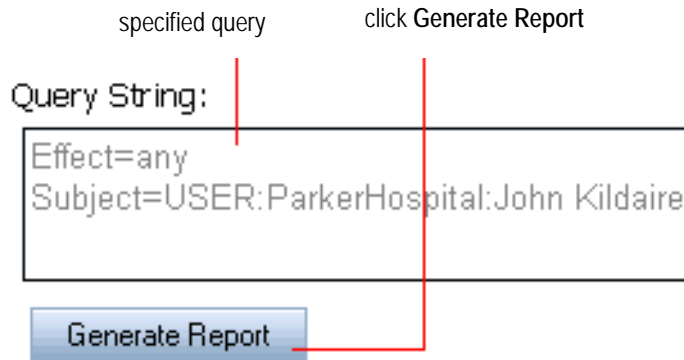 specified query
click Generate Report
Query String:
Effect=any
Subject=USER:ParkerHospital:John Kildaire
Generate Report